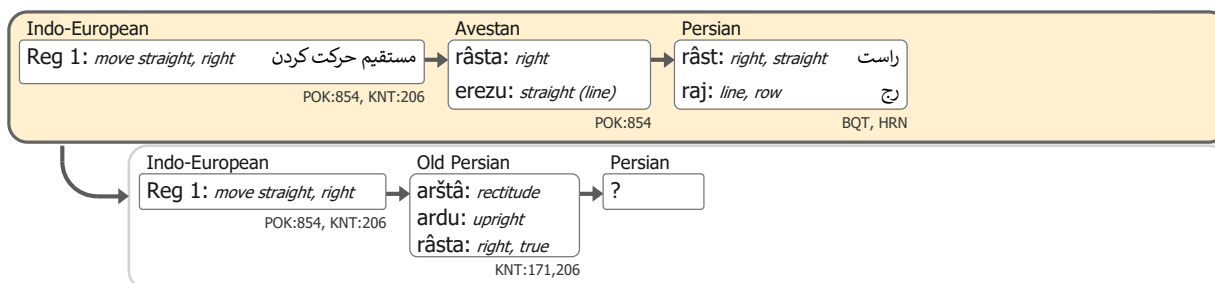 Indo-European
Reg 1: move straight, right مستقیم حرکت کردن
POK:854, KNT:206
Avestan
râsta: right
erezu: straight (line)
POK:854
Persian
râst: right, straight راست
raj: line, row رج
BQT, HRN
Indo-European
Reg 1: move straight, right
POK:854, KNT:206
Old Persian
arštâ: rectitude
ardu: upright
râsta: right, true
KNT:171,206
Persian
?